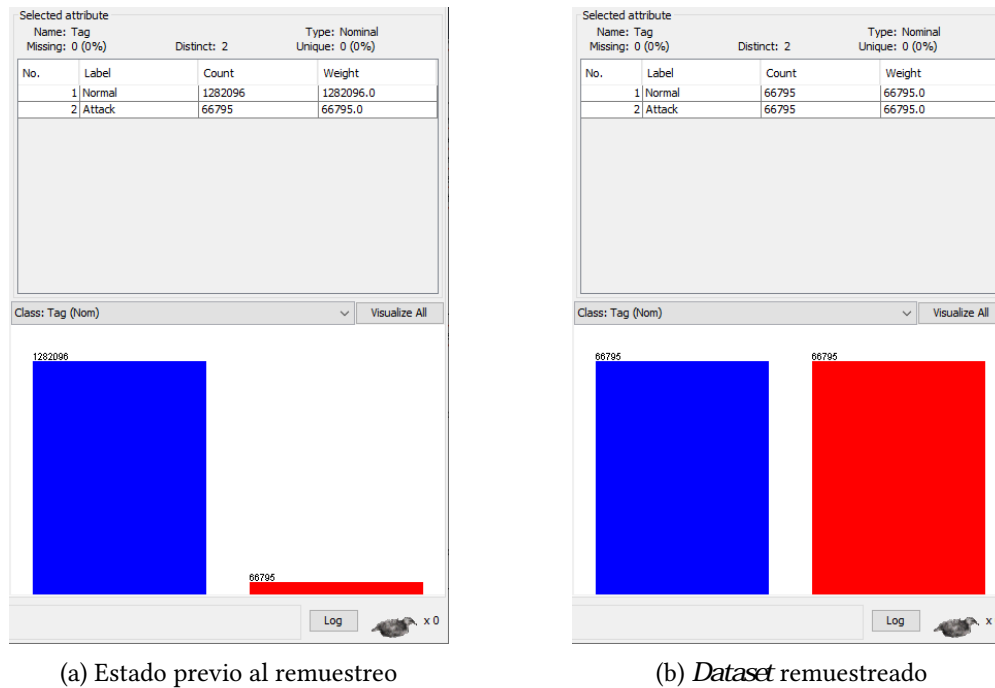 Selected attribute
Name: Tag Type: Nominal
Missing: 0 (0%) Distinct: 2 Unique: 0 (0%)
No. Label Count Weight
1 Normal 1282096 1282096.0
2 Attack 66795 66795.0
Class: Tag (Nom) Visualize All
1282096
66795
Log x 0
(a) Estado previo al remuestreo
Selected attribute
Name: Tag Type: Nominal
Missing: 0 (0%) Distinct: 2 Unique: 0 (0%)
No. Label Count Weight
1 Normal 66795 66795.0
2 Attack 66795 66795.0
Class: Tag (Nom) Visualize All
66795 66795
Log x
(b) Dataset remuestreado